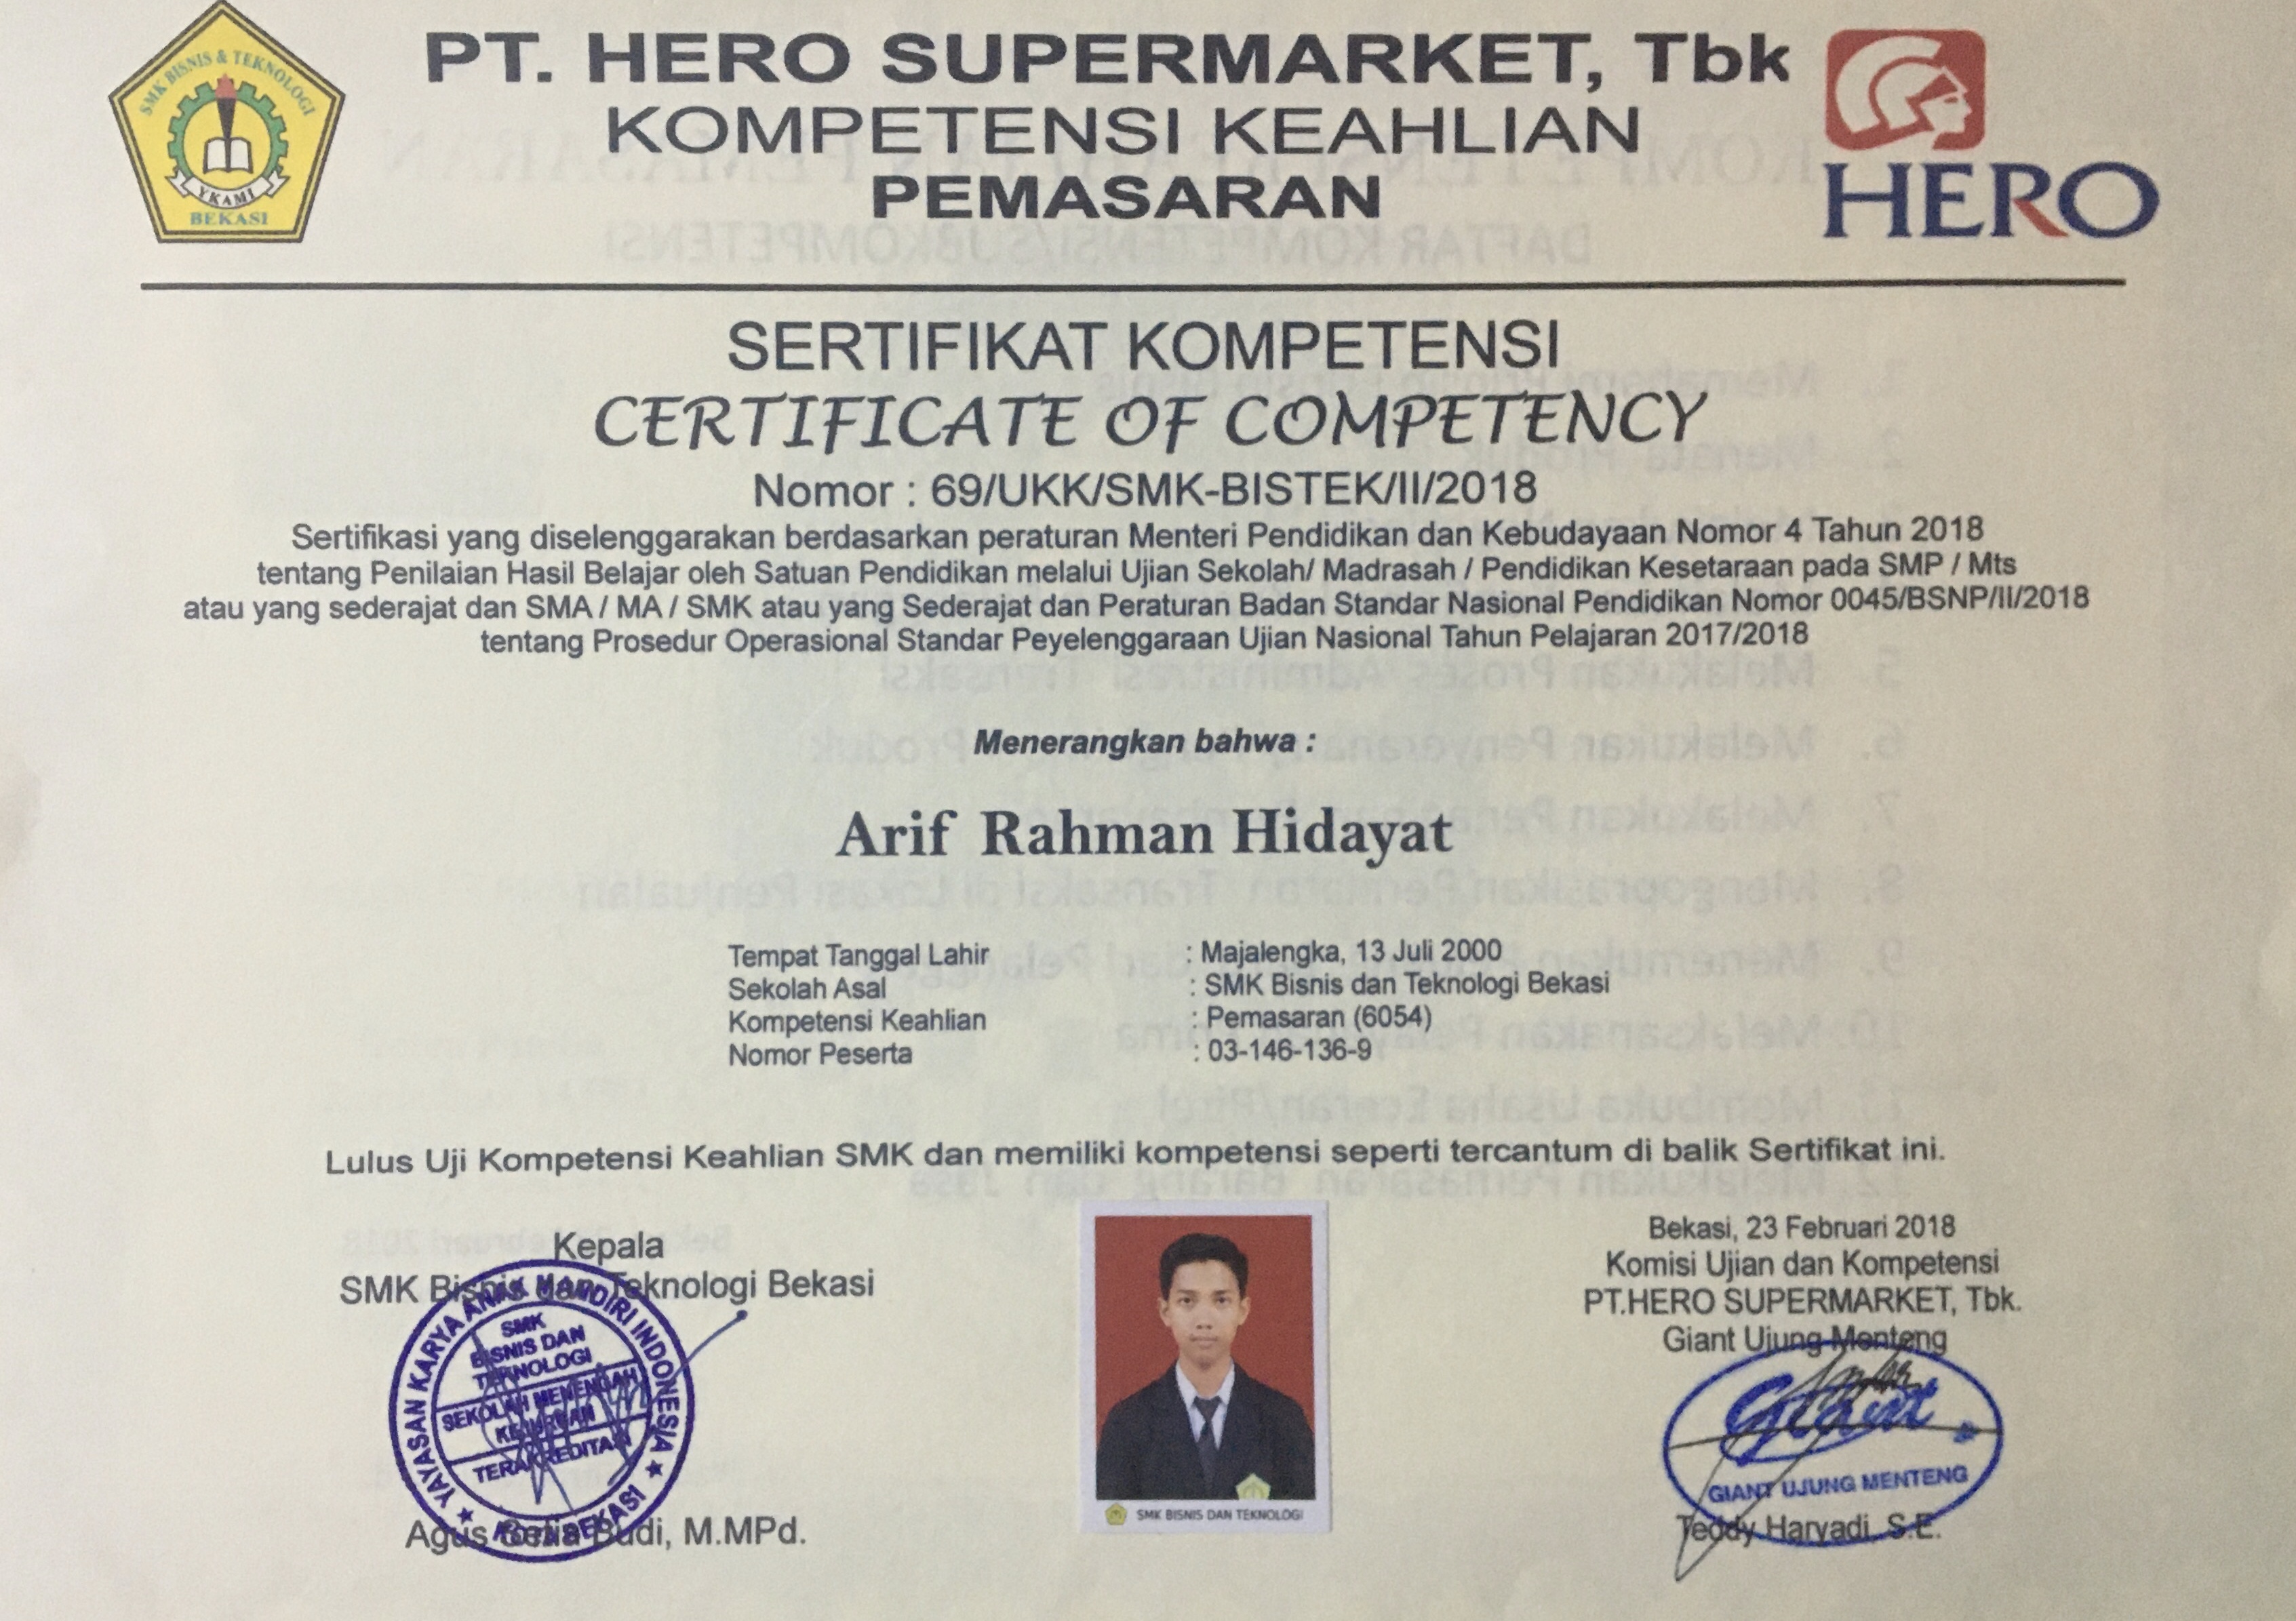 SMK BISNIS & TEKNOLOGI
YKAMI
BEKASI
PT. HERO SUPERMARKET, Tbk
KOMPETENSI KEAHLIAN
PEMASARAN
HERO
SERTIFIKAT KOMPETENSI
CERTIFICATE OF COMPETENCY
Nomor : 69/UKK/SMK-BISTEK/II/2018
Sertifikasi yang diselenggarakan berdasarkan peraturan Menteri Pendidikan dan Kebudayaan Nomor 4 Tahun 2018
tentang Penilaian Hasil Belajar oleh Satuan Pendidikan melalui Ujian Sekolah/ Madrasah / Pendidikan Kesetaraan pada SMP / Mts
atau yang sederajat dan SMA / MA / SMK atau yang Sederajat dan Peraturan Badan Standar Nasional Pendidikan Nomor 0045/BSNP/II/2018
tentang Prosedur Operasional Standar Peyelenggaraan Ujian Nasional Tahun Pelajaran 2017/2018
Menerangkan bahwa :
Arif Rahman Hidayat
Tempat Tanggal Lahir : Majalengka, 13 Juli 2000
Sekolah Asal : SMK Bisnis dan Teknologi Bekasi
Kompetensi Keahlian : Pemasaran (6054)
Nomor Peserta : 03-146-136-9
Lulus Uji Kompetensi Keahlian SMK dan memiliki kompetensi seperti tercantum di balik Sertifikat ini.
Kepala
SMK Bisnis dan Teknologi Bekasi
YAYASAN KARYA ANAK MANDIRI INDONESIA
SMK
BISNIS DAN
TEKNOLOGI
SEKOLAH MENENGAH
KEJURUAN
TERAKREDITASI
KOTA BEKASI
Agus Setia Budi, M.MPd.
SMK BISNIS DAN TEKNOLOGI
Bekasi, 23 Februari 2018
Komisi Ujian dan Kompetensi
PT.HERO SUPERMARKET, Tbk.
Giant Ujung Menteng
Giant
GIANT UJUNG MENTENG
Teddy Haryadi, S.E.